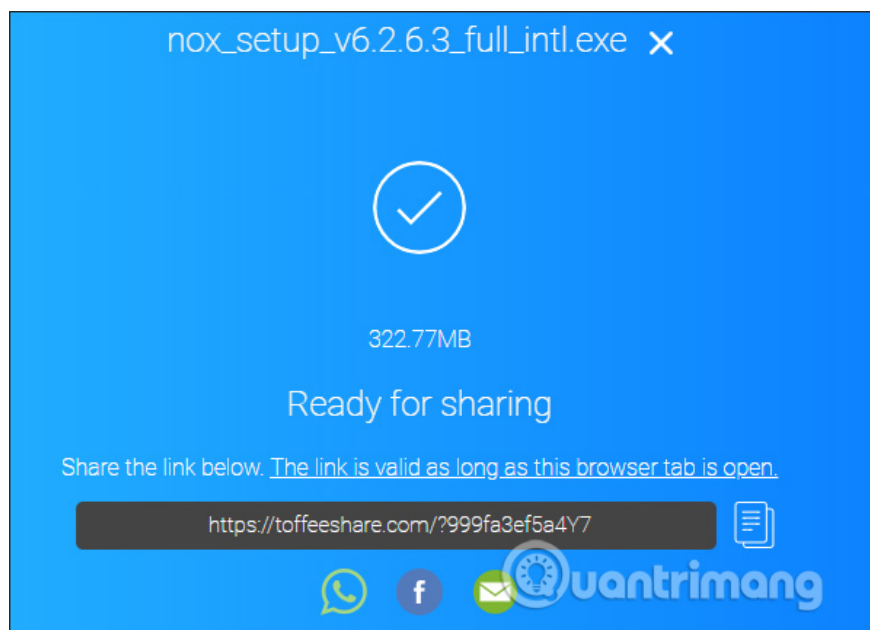 nox_setup_v6.2.6.3_full_intl.exe
322.77MB
Ready for sharing
Share the link below. The link is valid as long as this browser tab is open.
https://toffeeshare.com/?999fa3ef5a4Y7
f
Quantrimang